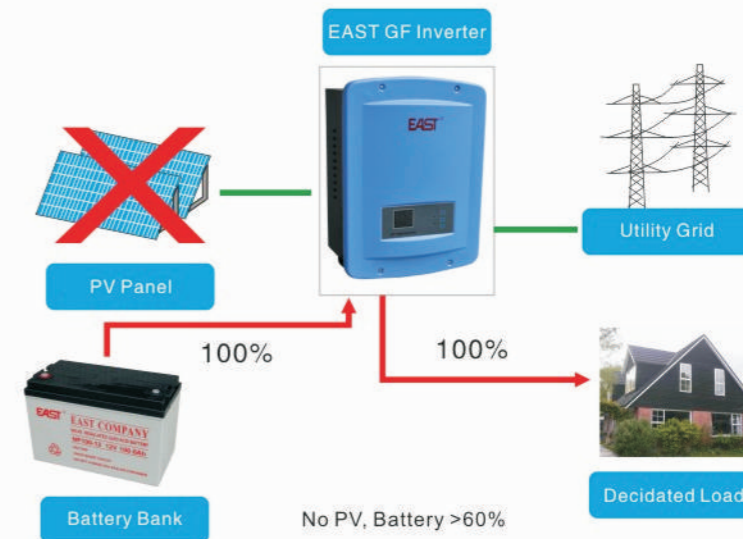 EAST GF Inverter
EAST
Utility Grid
PV Panel
100%
100%
EAST
EAST COMPANY
Battery Bank
No PV, Battery >60%
Decidated Load